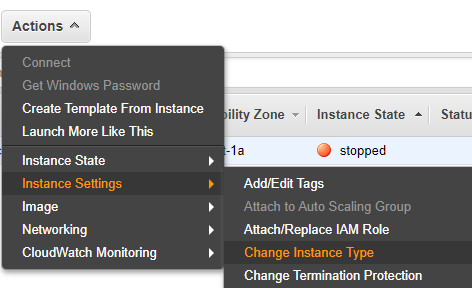 Actions
Connect
Get Windows Password
Create Template From Instance
Launch More Like This
bility Zone Instance State Statu
t-1a stopped
Instance State
Instance Settings
Image
Networking
CloudWatch Monitoring
Add/Edit Tags
Attach to Auto Scaling Group
Attach/Replace IAM Role
Change Instance Type
Change Termination Protection